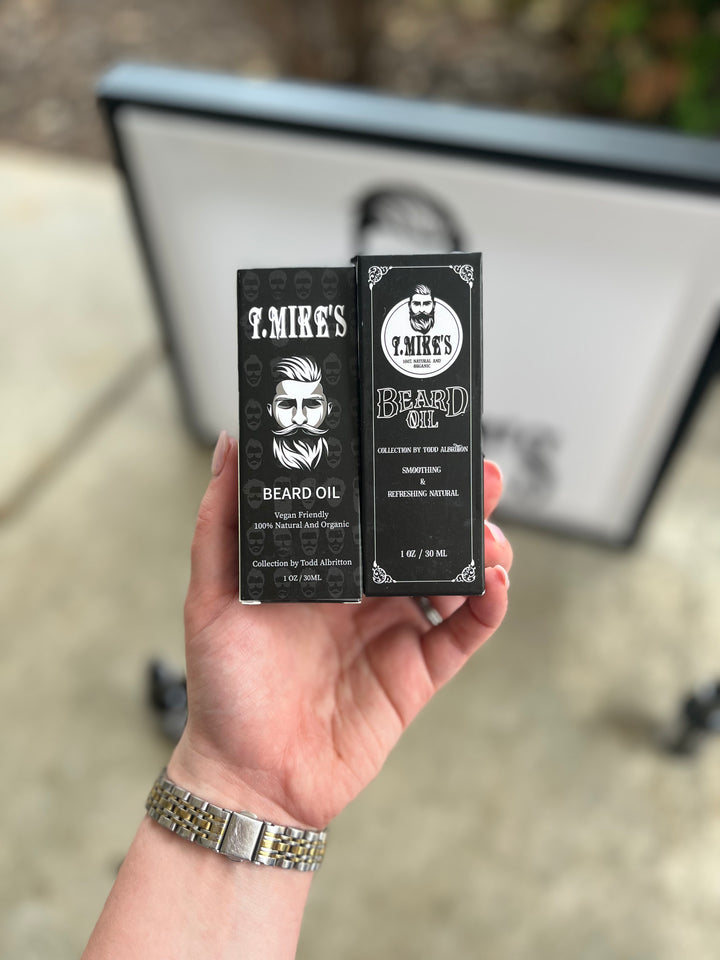 T.MIKE'S
BEARD OIL
Vegan Friendly
100% Natural And Organic
Collection by Todd Albritton
1 OZ / 30ML
T.MIKE'S
100% NATURAL AND
ORGANIC
BEARD
OIL
COLLECTION BY TODD ALBRITTON
SMOOTHING
&
REFRESHING NATURAL
1 OZ / 30 ML